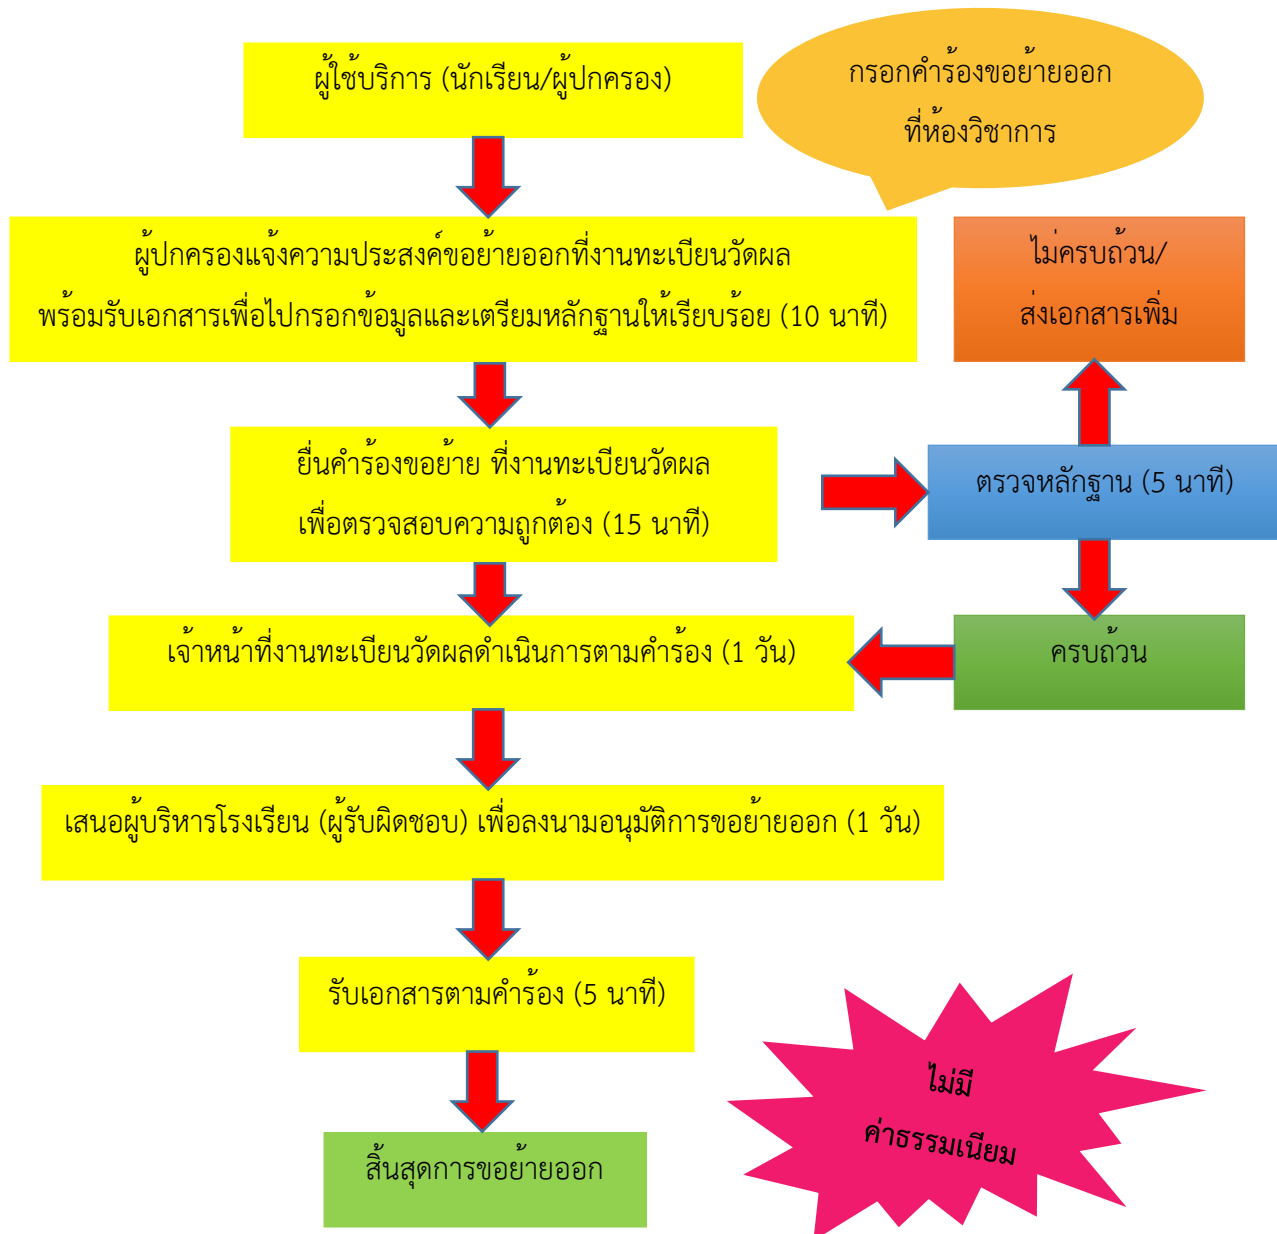 ผู้ใช้บริการ (นักเรียน/ผู้ปกครอง)
กรอกคำร้องขอย้ายออก
ที่ห้องวิชาการ
ผู้ปกครองแจ้งความประสงค์ขอย้ายออกที่งานทะเบียนวัดผล
พร้อมรับเอกสารเพื่อไปกรอกข้อมูลและเตรียมหลักฐานให้เรียบร้อย (10 นาที)
ไม่ครบถ้วน/
ส่งเอกสารเพิ่ม
ยื่นคำร้องขอย้าย ที่งานทะเบียนวัดผล
เพื่อตรวจสอบความถูกต้อง (15 นาที)
ตรวจหลักฐาน (5 นาที)
เจ้าหน้าที่งานทะเบียนวัดผลดำเนินการตามคำร้อง (1 วัน)
ครบถ้วน
เสนอผู้บริหารโรงเรียน (ผู้รับผิดชอบ) เพื่อลงนามอนุมัติการขอย้ายออก (1 วัน)
รับเอกสารตามคำร้อง (5 นาที)
ไม่มี
ค่าธรรมเนียม
สิ้นสุดการขอย้ายออก